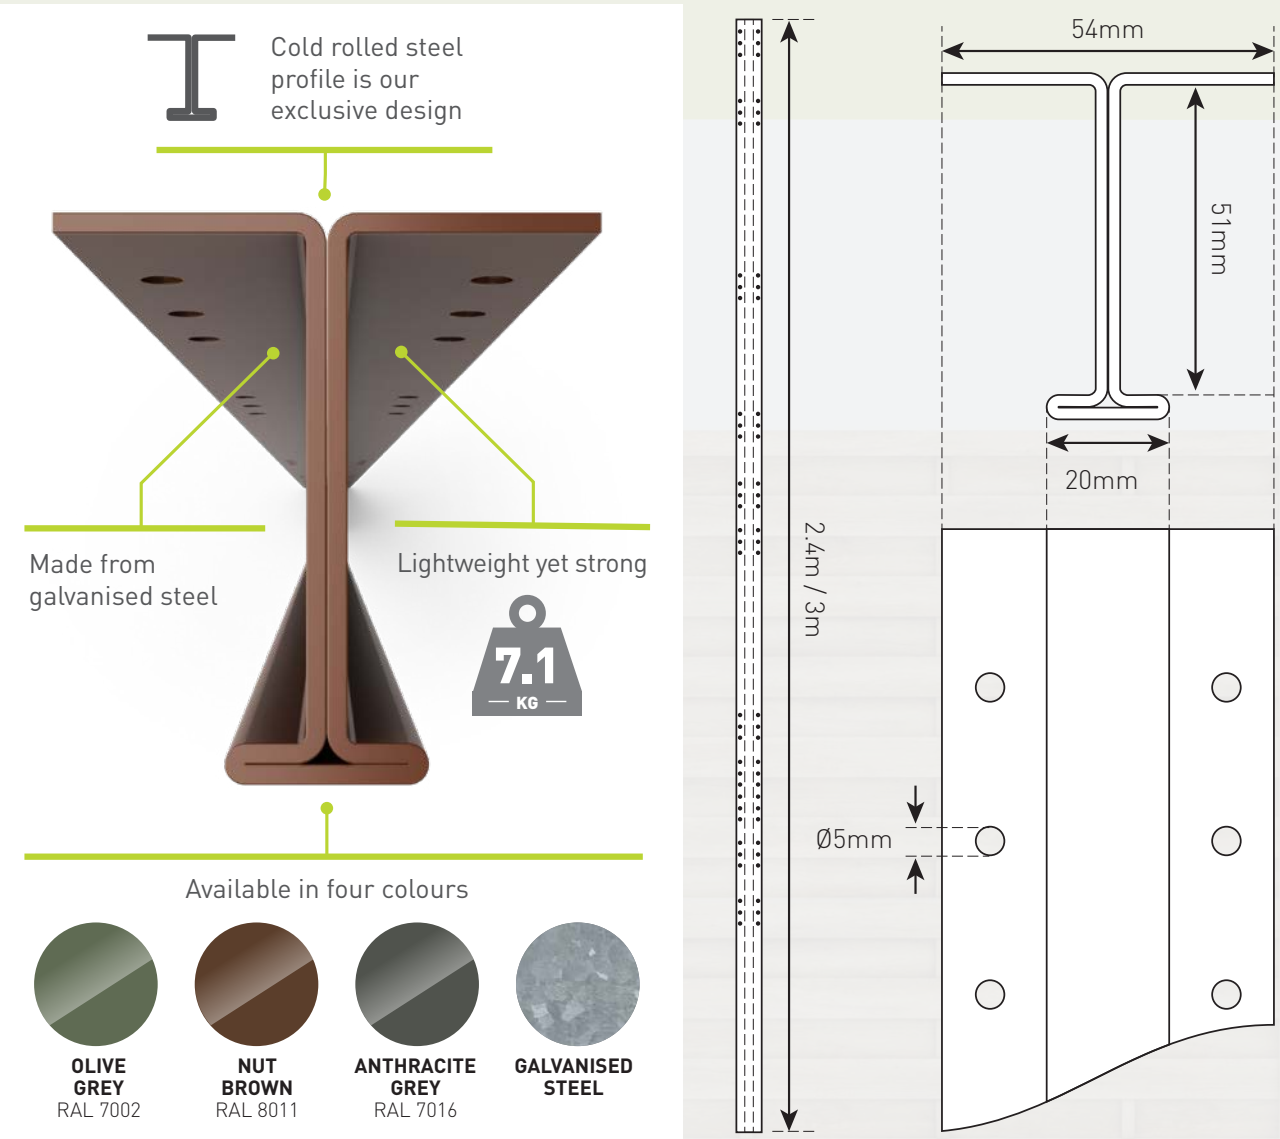 Cold rolled steel
profile is our
exclusive design
Made from
galvanised steel
Lightweight yet strong
7.1
KG
Available in four colours
OLIVE
GREY
RAL 7002
NUT
BROWN
RAL 8011
ANTHRACITE
GREY
RAL 7016
GALVANISED
STEEL
2.4m / 3m
54mm
51mm
20mm
Ø5mm